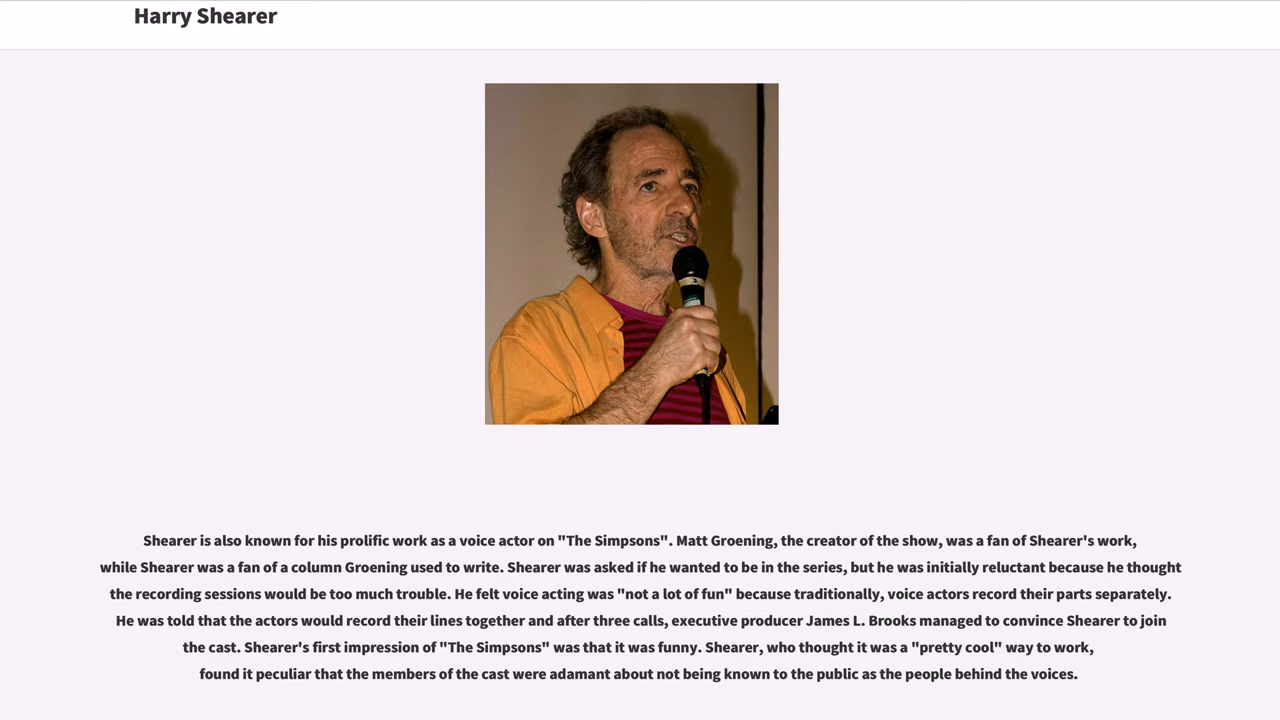 Harry Shearer
Shearer is also known for his prolific work as a voice actor on "The Simpsons". Matt Groening, the creator of the show, was a fan of Shearer's work,
while Shearer was a fan of a column Groening used to write. Shearer was asked if he wanted to be in the series, but he was initially reluctant because he thought
the recording sessions would be too much trouble. He felt voice acting was "not a lot of fun" because traditionally, voice actors record their parts separately.
He was told that the actors would record their lines together and after three calls, executive producer James L. Brooks managed to convince Shearer to join
the cast. Shearer's first impression of "The Simpsons" was that it was funny. Shearer, who thought it was a "pretty cool" way to work,
found it peculiar that the members of the cast were adamant about not being known to the public as the people behind the voices.